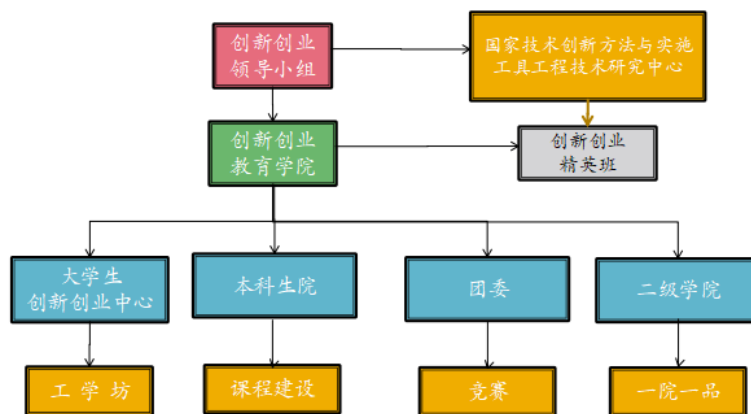 创新创业
领导小组
国家技术创新方法与实施
工具工程技术研究中心
创新创业
教育学院
创新创业
精英班
大学生
创新创业中心
本科生院
团委
二级学院
工学坊
课程建设
竞赛
一院一品